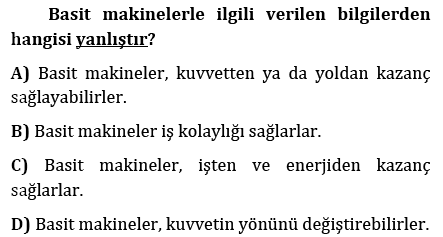 Basit makinelerle ilgili verilen bilgilerden
hangisi yanlıştır?
A) Basit makineler, kuvvetten ya da yoldan kazanç
sağlayabilirler.
B) Basit makineler iş kolaylığı sağlarlar.
C) Basit makineler, işten ve enerjiden kazanç
sağlarlar.
D) Basit makineler, kuvvetin yönünü değiştirebilirler.